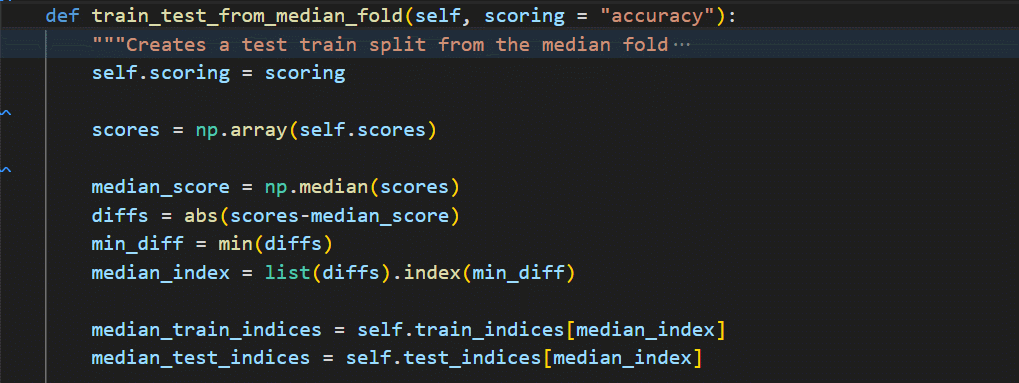 def train_test_from_median_fold(self, scoring = "accuracy"):
"""Creates a test train split from the median fold…
self.scoring = scoring
scores = np.array(self.scores)
median_score = np.median(scores)
diffs = abs(scores-median_score)
min_diff = min(diffs)
median_index = list(diffs).index(min_diff)
median_train_indices = self.train_indices[median_index]
median_test_indices = self.test_indices[median_index]